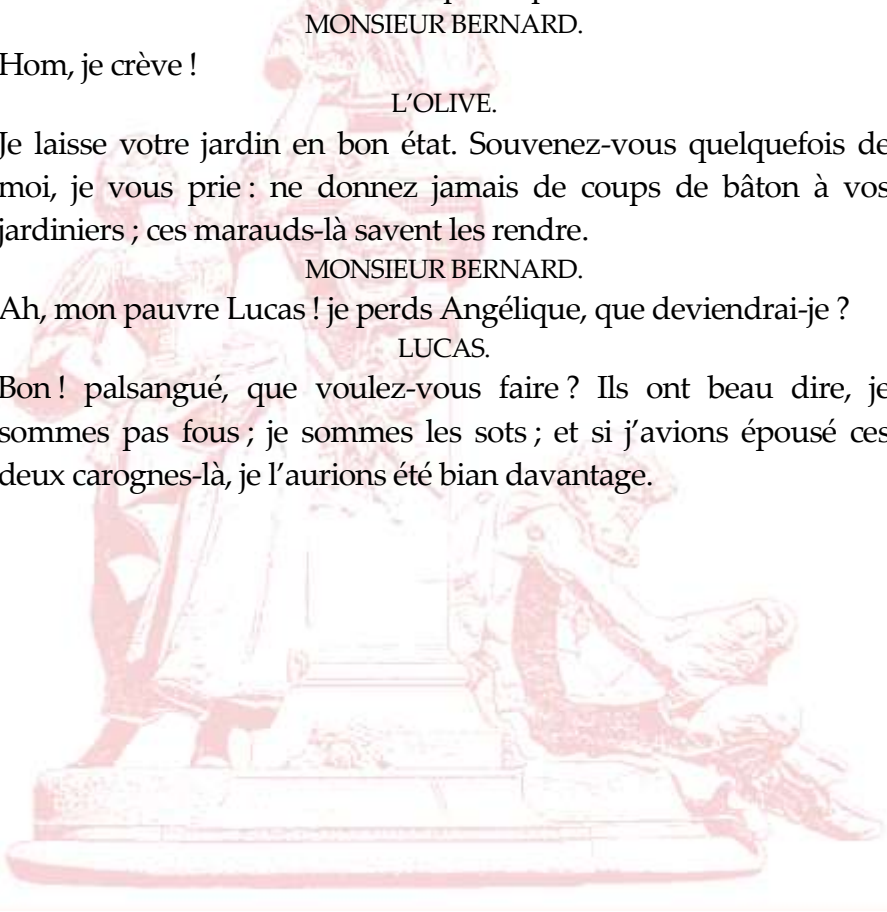 MONSIEUR BERNARD.
Hom, je crève !
L’OLIVE.
Je laisse votre jardin en bon état. Souvenez-vous quelquefois de
moi, je vous prie : ne donnez jamais de coups de bâton à vos
jardiniers ; ces marauds-là savent les rendre.
MONSIEUR BERNARD.
Ah, mon pauvre Lucas ! je perds Angélique, que deviendrai-je ?
LUCAS.
Bon ! palsangué, que voulez-vous faire ? Ils ont beau dire, je
sommes pas fous ; je sommes les sots ; et si j’avions épousé ces
deux carognes-là, je l’aurions été bian davantage.